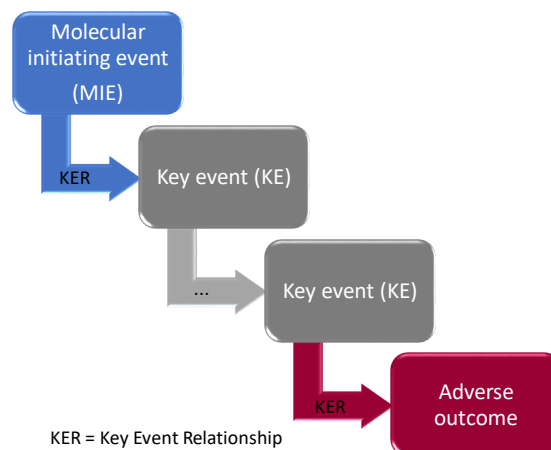 Molecular
initiating event
(MIE)
KER
Key event (KE)
...
Key event (KE)
KER
Adverse
outcome
KER = Key Event Relationship